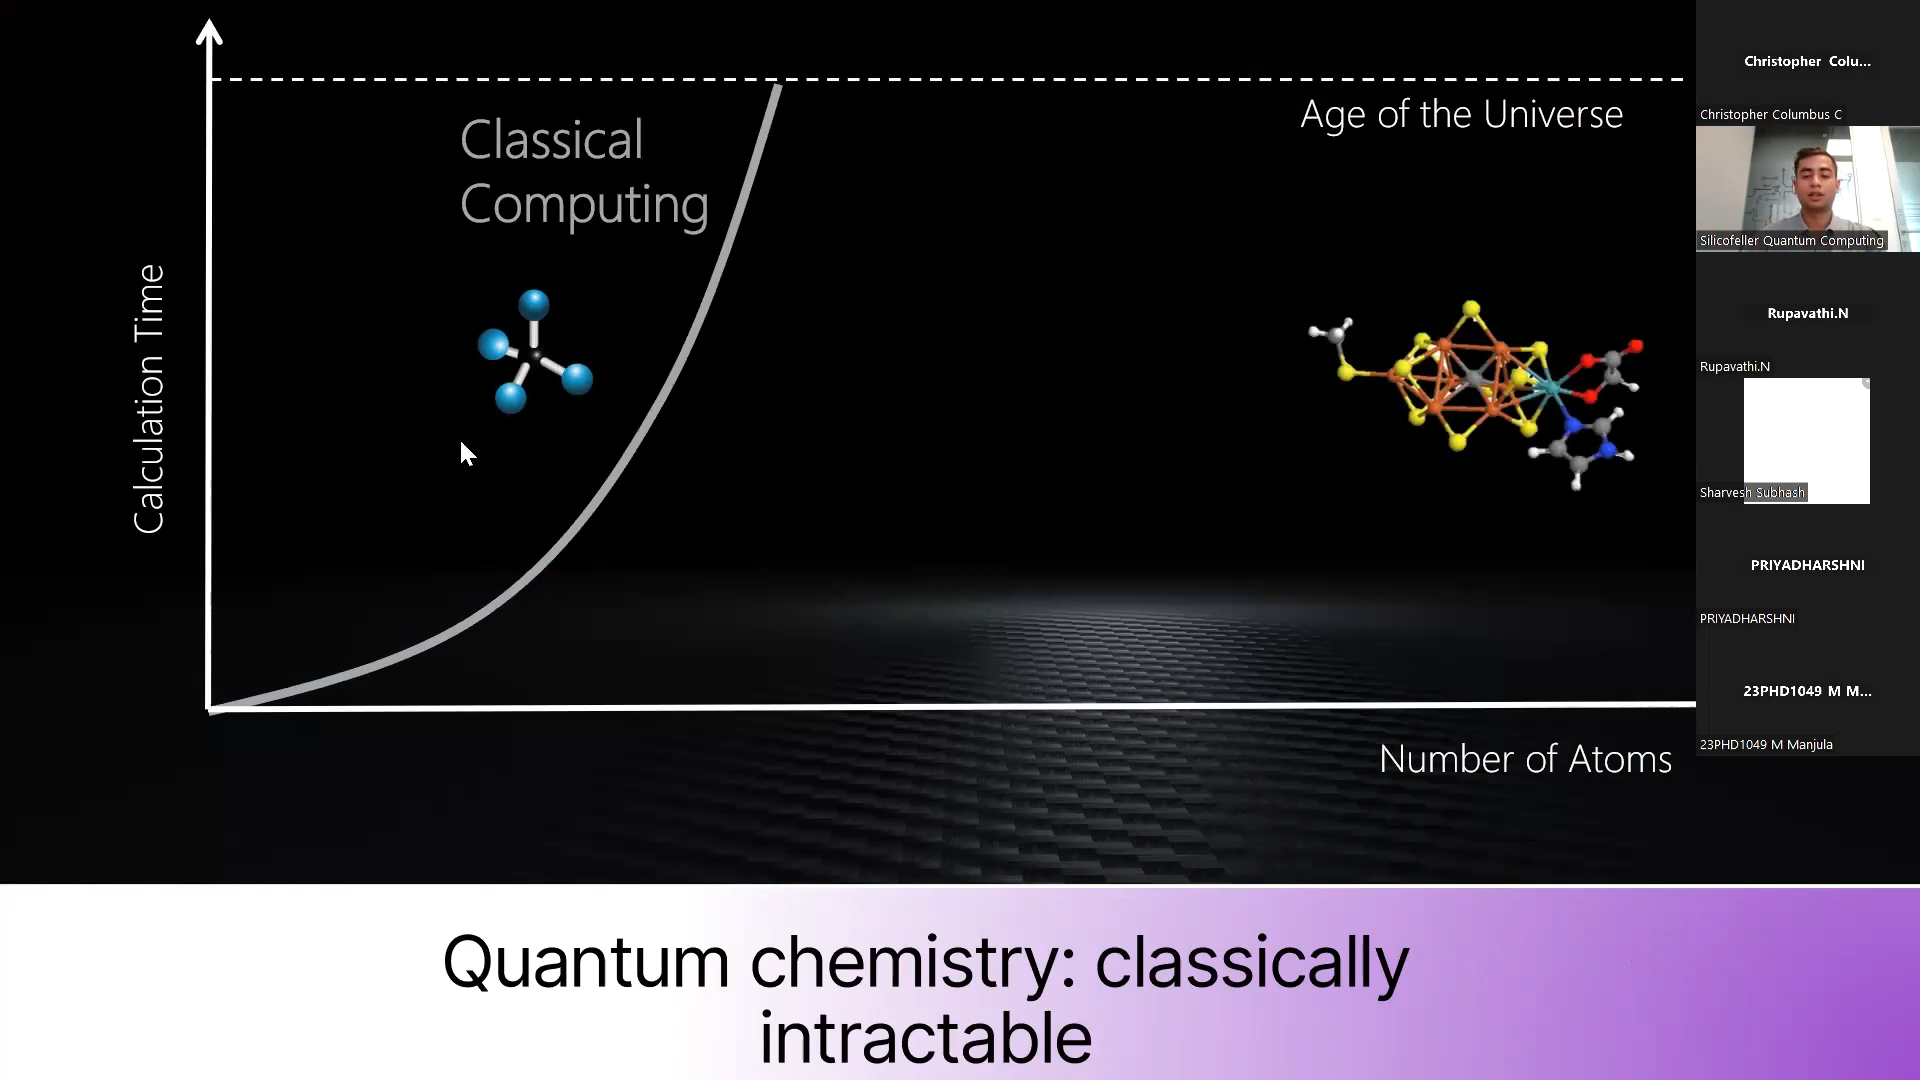 Classical
Computing
Age of the Universe
Calculation Time
Number of Atoms
Quantum chemistry: classically
intractable
Christopher Colu...
Christopher Columbus C
Silicofeller Quantum Computing
Rupavathi.N
Rupavathi.N
Sharvesh Subhash
PRIYADHARSHNI
PRIYADHARSHNI
23PHD1049 M M...
23PHD1049 M Manjula